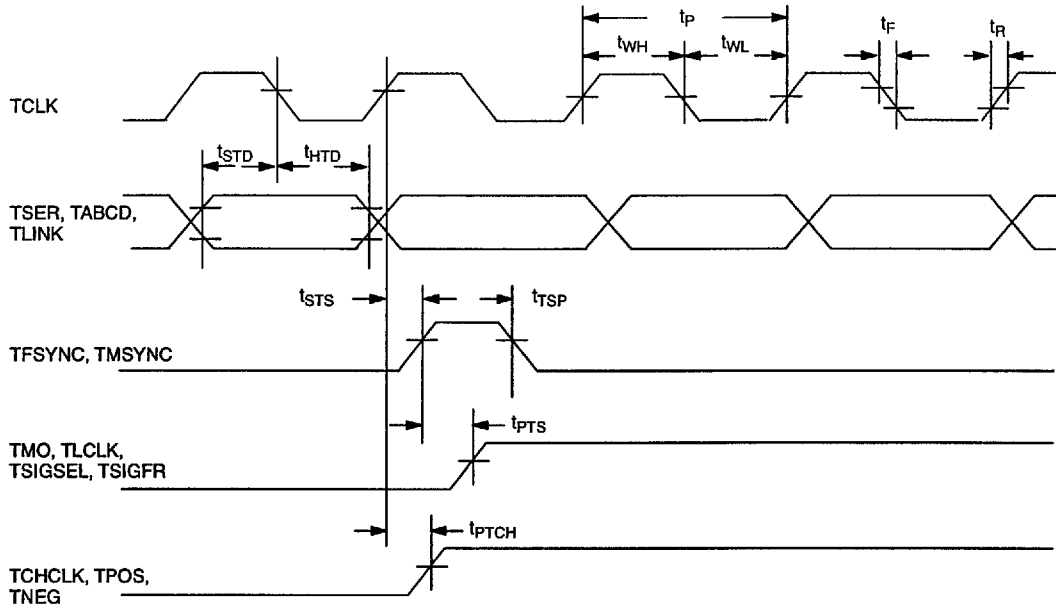 tP
tF
tR
tWH
tWL
TCLK
tSTD
tHTD
TSER, TABCD,
TLINK
tSTS
tTSP
TFSYNC, TMSYNC
tPTS
TMO, TLCLK,
TSIGSEL, TSIGFR
tPTCH
TCHCLK, TPOS,
TNEG